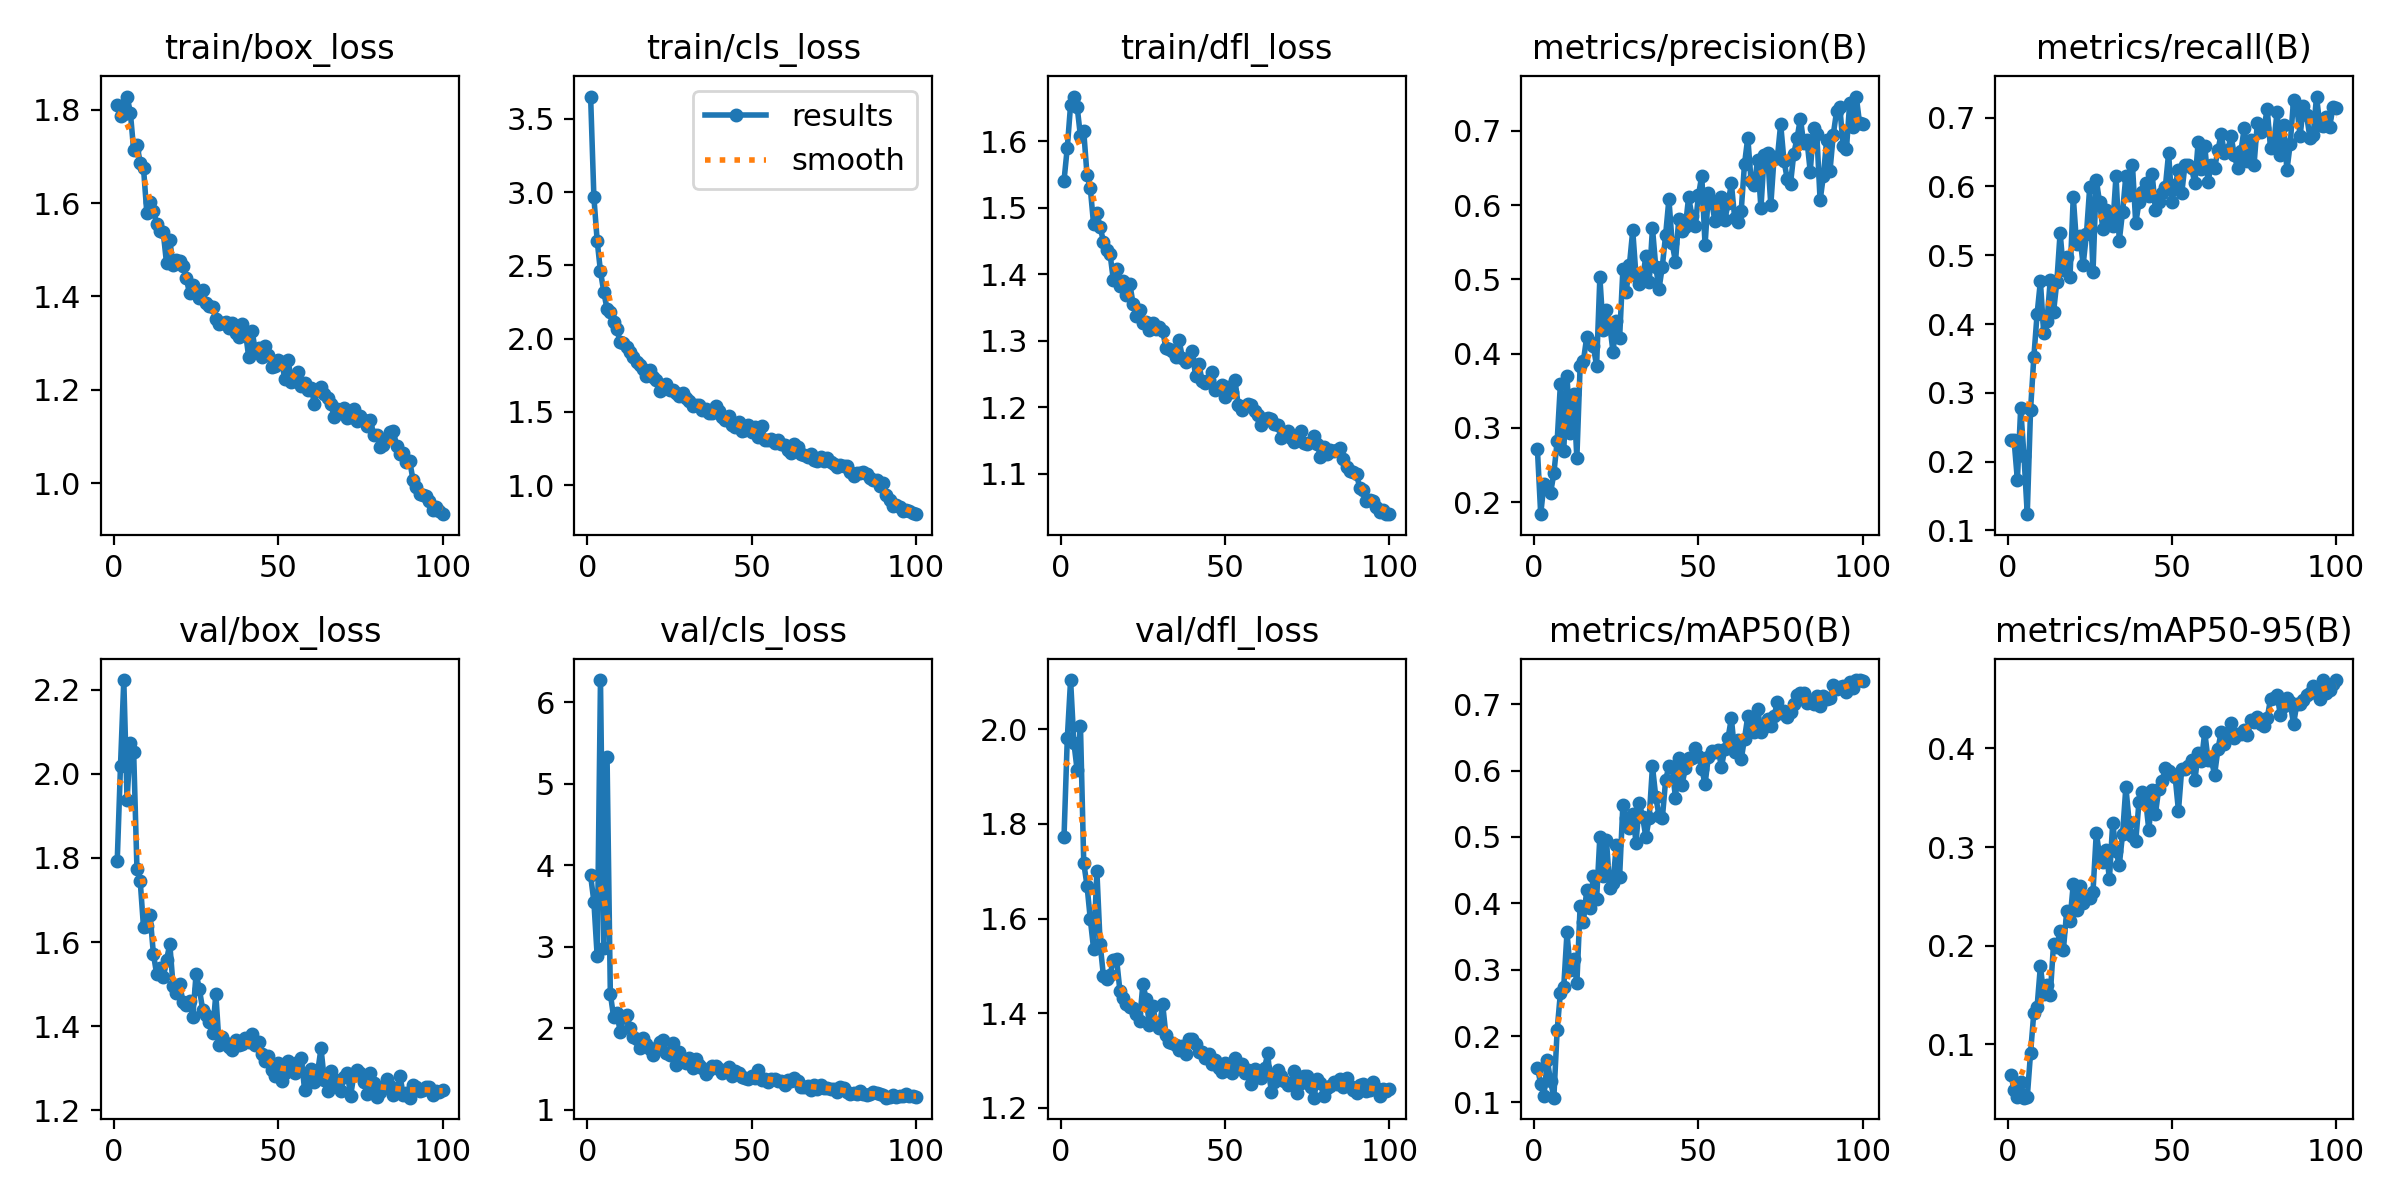 train/box_loss
train/cls_loss
train/dfl_loss
metrics/precision(B)
metrics/recall(B)
results
smooth
1.8
1.6
1.4
1.2
1.0
0 50 100
3.5
3.0
2.5
2.0
1.5
1.0
0 50 100
1.6
1.5
1.4
1.3
1.2
1.1
0 50 100
0.7
0.6
0.5
0.4
0.3
0.2
0 50 100
0.7
0.6
0.5
0.4
0.3
0.2
0.1
0 50 100
val/box_loss
val/cls_loss
val/dfl_loss
metrics/mAP50(B)
metrics/mAP50-95(B)
2.2
2.0
1.8
1.6
1.4
1.2
0 50 100
6
5
4
3
2
1
0 50 100
2.0
1.8
1.6
1.4
1.2
0 50 100
0.7
0.6
0.5
0.4
0.3
0.2
0.1
0 50 100
0.4
0.3
0.2
0.1
0 50 100